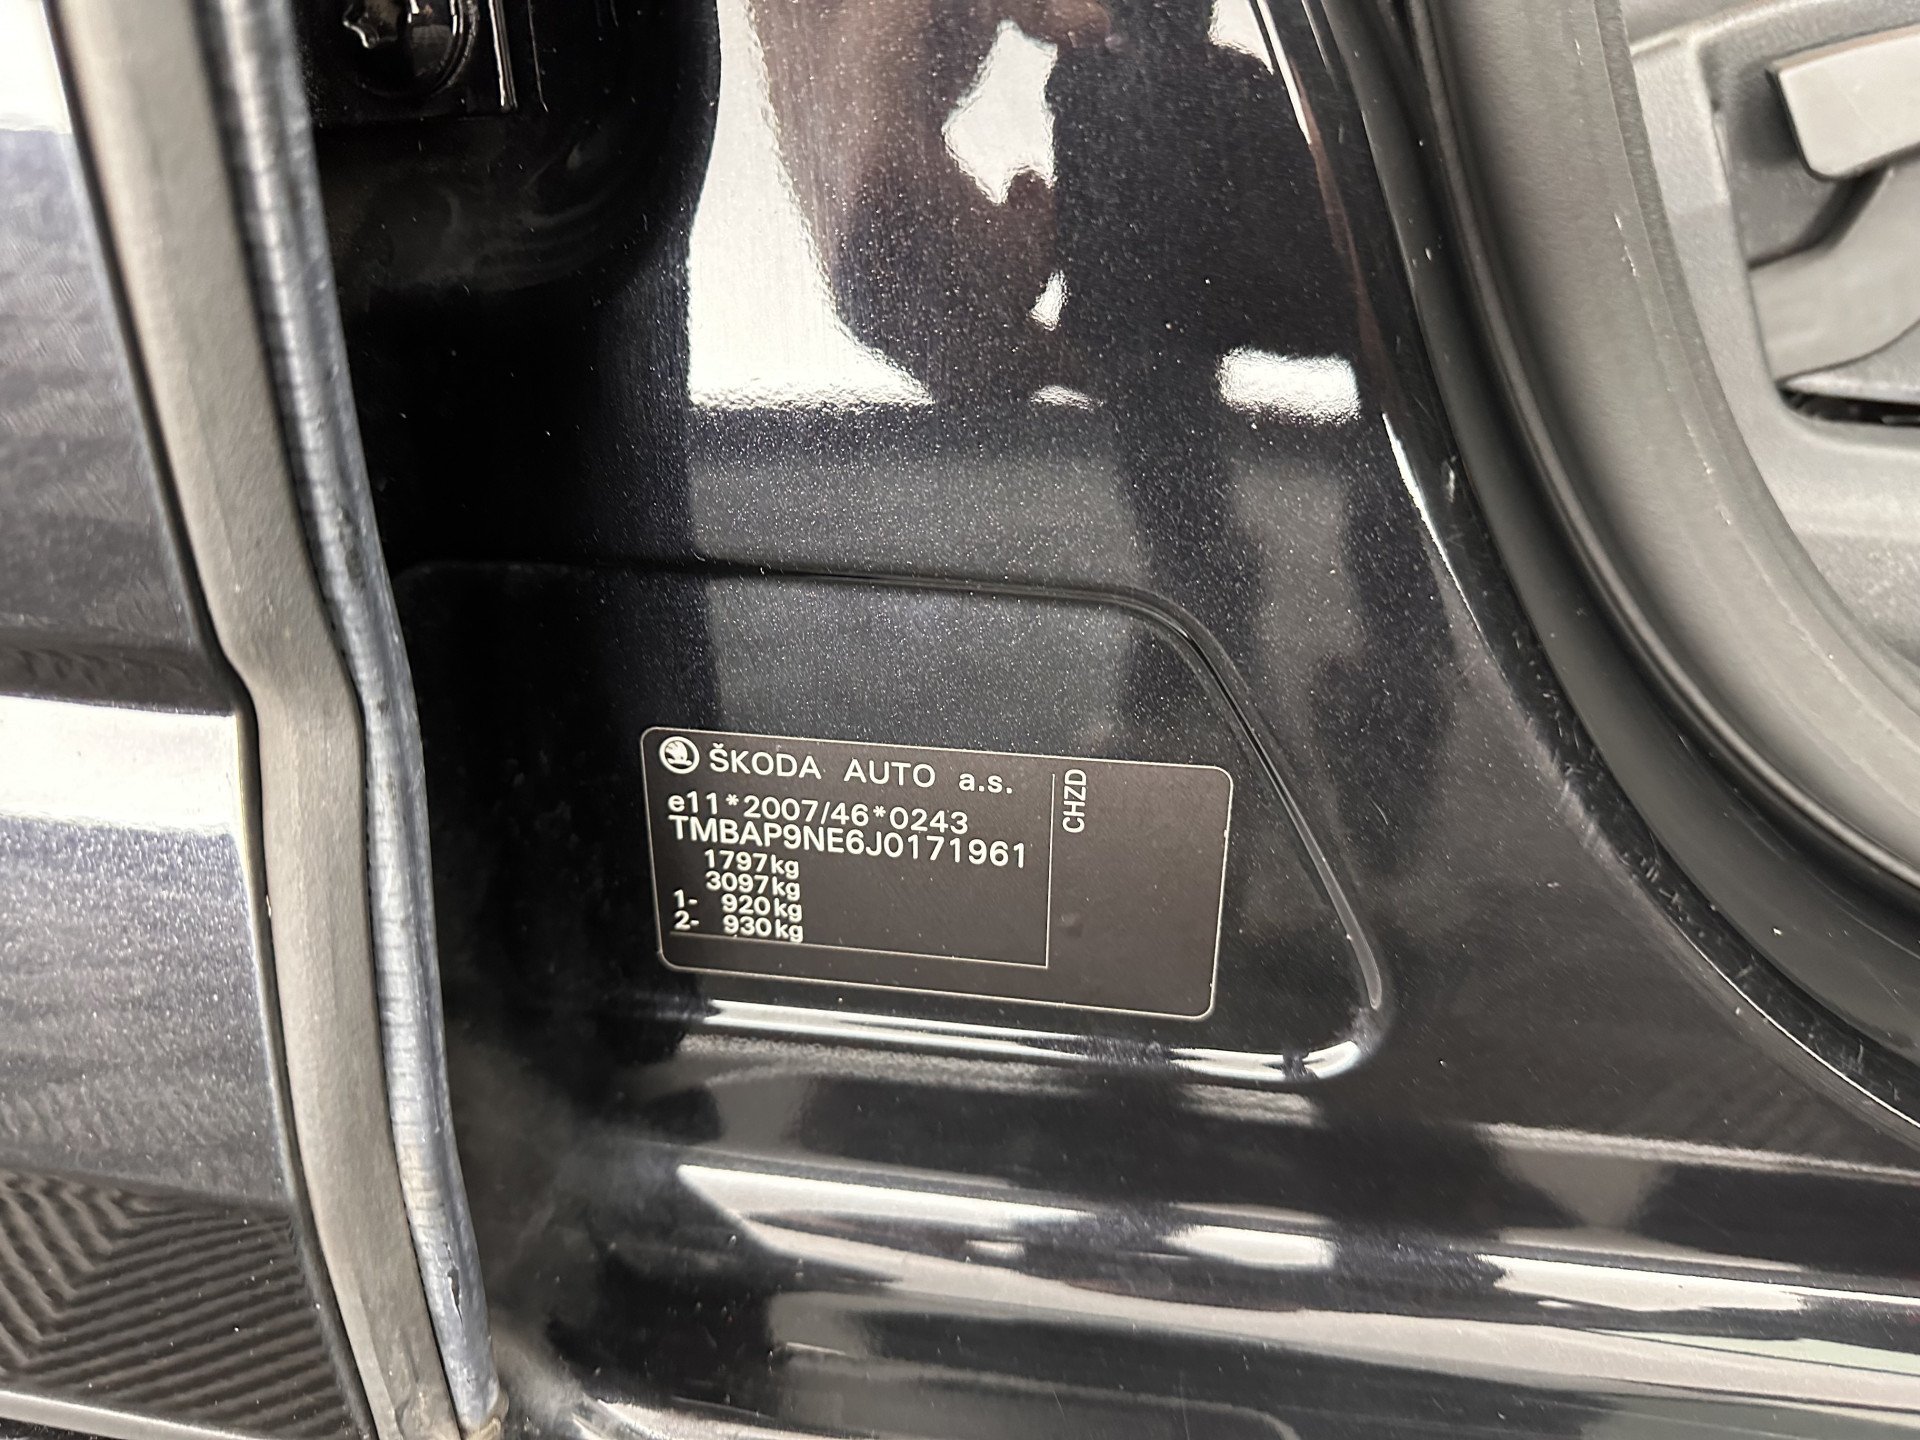 ŠKODA AUTO a.s.
e11*2007/46*0243
TMBAP9NE6J0171961
1797kg
3097kg
1- 920kg
2- 930kg
CHZD